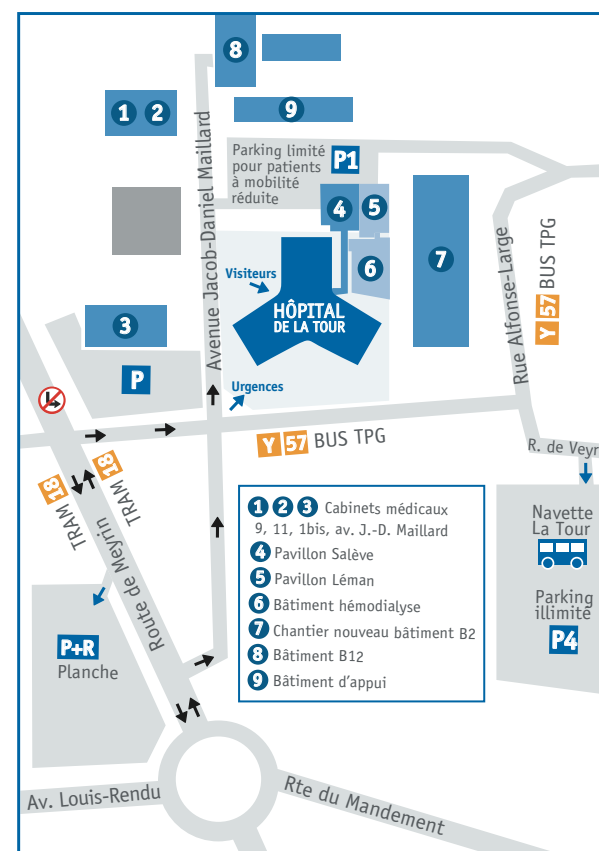 8
1 2
9
Avenue Jacob-Daniel Maillard
Parking limité
pour patients
à mobilité
réduite
P1
4
5
6
7
Rue Alfonse-Large
Y 57 BUS TPG
Visiteurs
HÔPITAL
DE LA TOUR
3
P
Urgences
Y 57 BUS TPG
R. de Veyr
TRAM 18
TRAM 18
Route de Meyrin
1 2 3 Cabinets médicaux
9, 11, 1bis, av. J.-D. Maillard
4 Pavillon Salève
5 Pavillon Léman
6 Bâtiment hémodialyse
7 Chantier nouveau bâtiment B2
8 Bâtiment B12
9 Bâtiment d'appui
Navette
La Tour
Parking
illimité
P4
P+R
Planche
Av. Louis-Rendu
Rte du Mandement